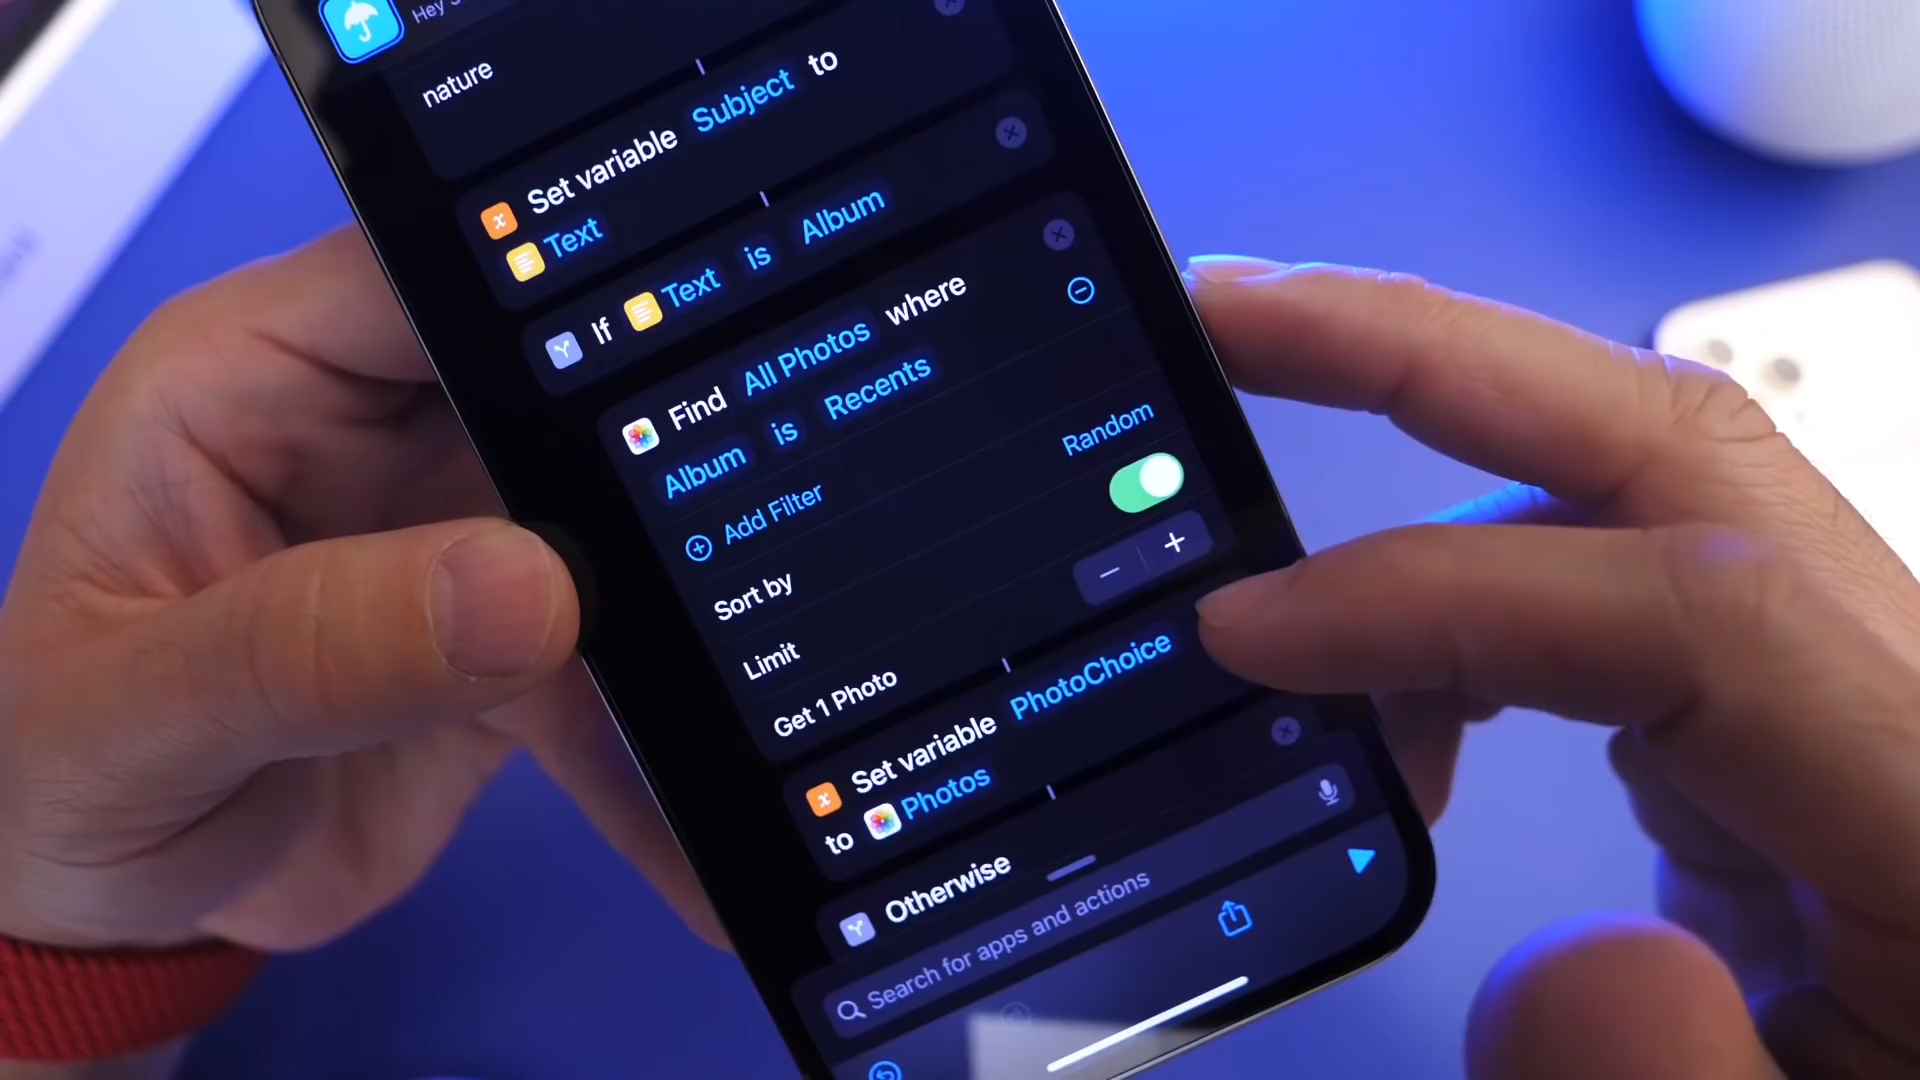 Hey
nature
Set variable Subject to
Text
If Text is Album
Find All Photos where
Album is Recents
Add Filter
Sort by Random
Limit
Get 1 Photo
Set variable PhotoChoice
to Photos
Otherwise
Search for apps and actions